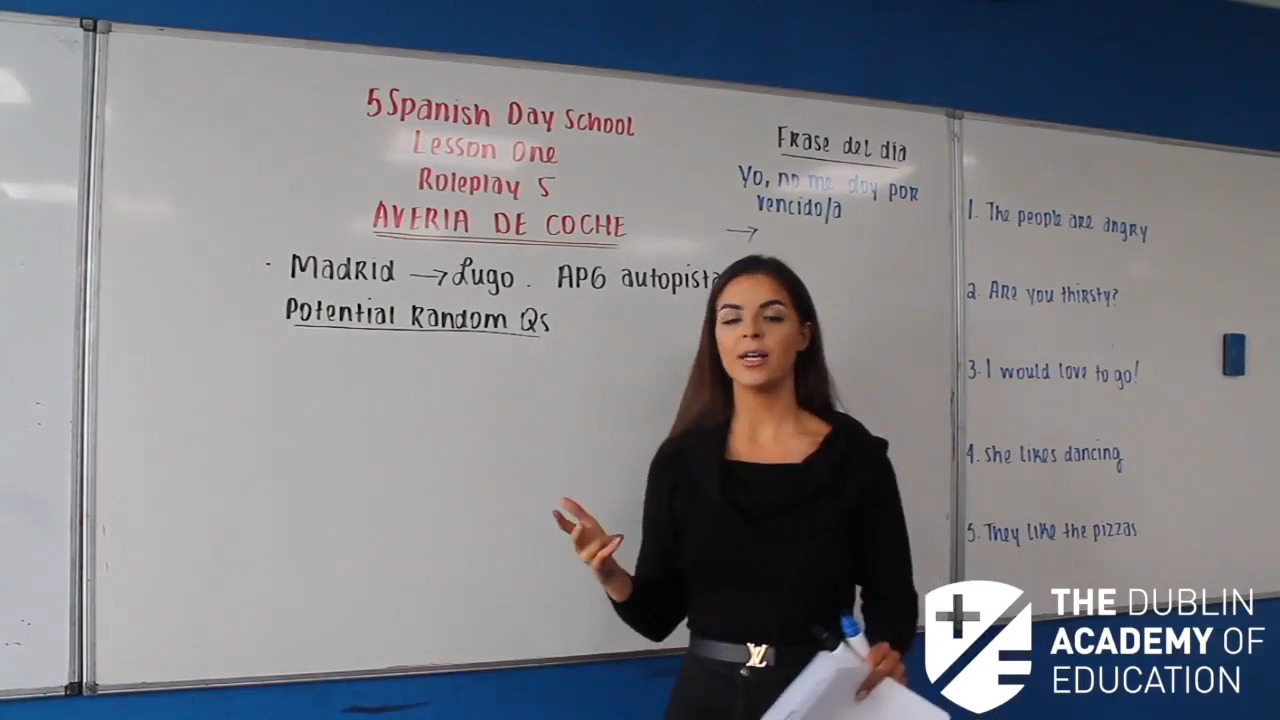 5 Spanish Day School
Lesson One
Roleplay 5
AVERIA DE COCHE
· Madrid → Lugo. AP6 autopista
Potential Random Qs
Frase del día
Yo, no me doy por
vencido/a
→
1. The people are angry
2. Are you thirsty?
3. I would love to go!
4. She likes dancing
5. They like the pizzas
LV
THE DUBLIN
ACADEMY OF
EDUCATION